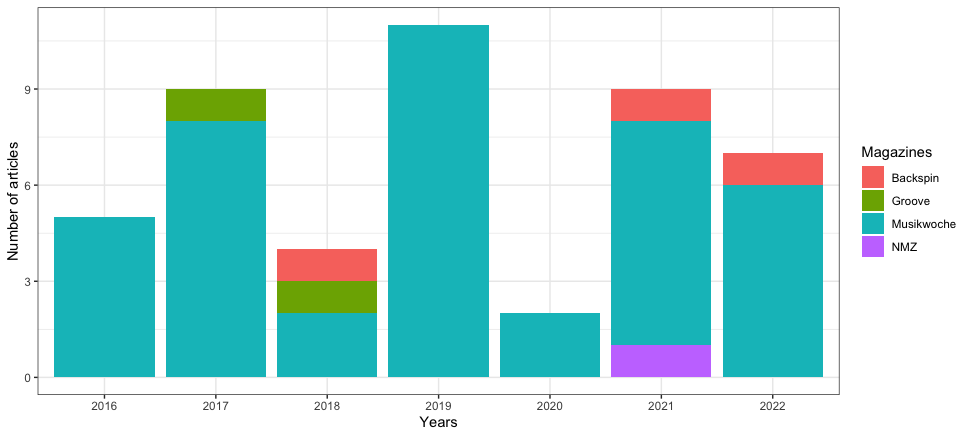 Number of articles
9
6
3
0
2016 2017 2018 2019 2020 2021 2022
Years
Magazines
Backspin
Groove
Musikwoche
NMZ